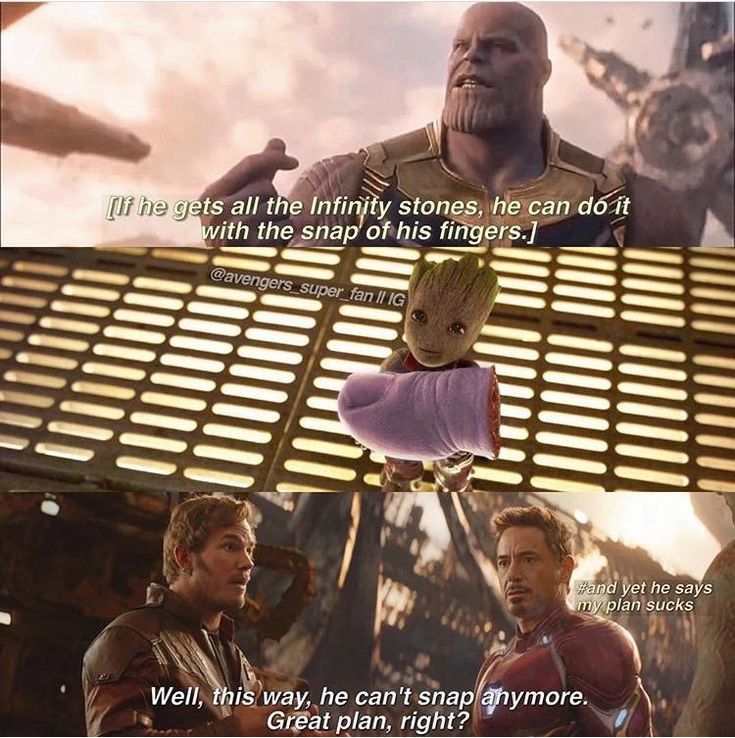 [If he gets all the Infinity stones, he can do it
with the snap of his fingers.]
@avengers_super_fan // IG
#and yet he says
my plan sucks
Well, this way, he can't snap anymore.
Great plan, right?